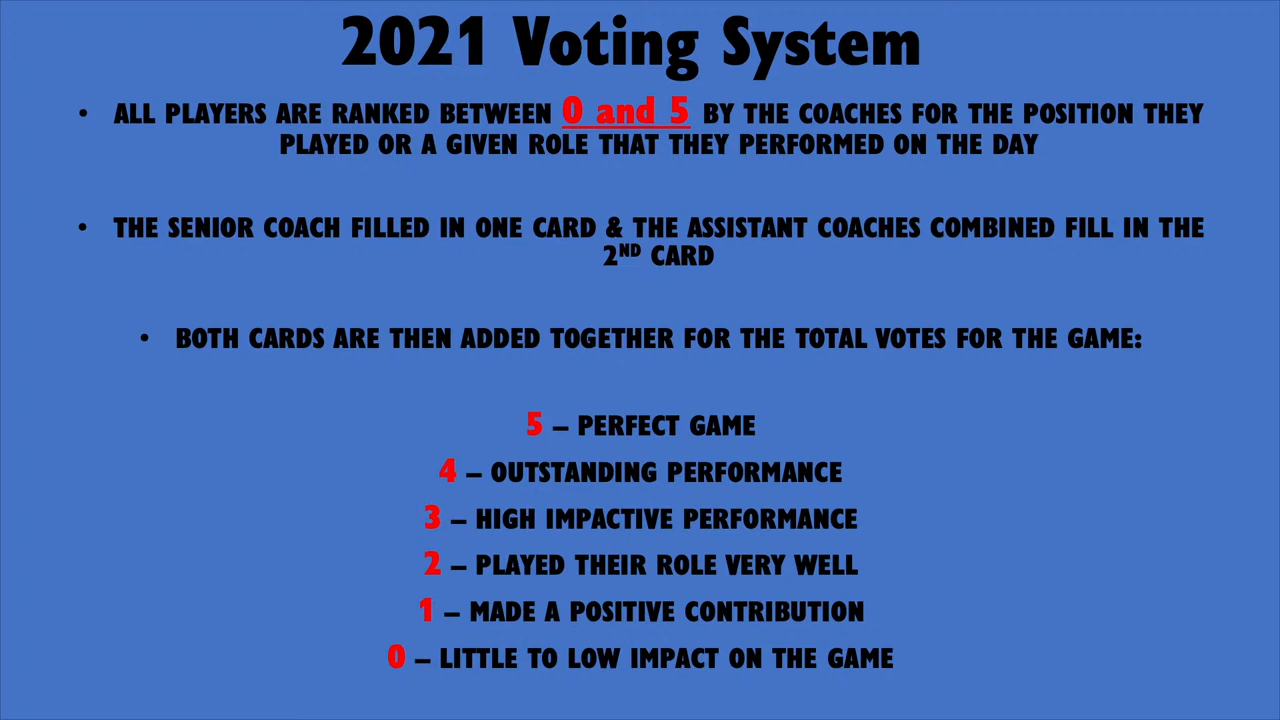 2021 Voting System
• ALL PLAYERS ARE RANKED BETWEEN 0 and 5 BY THE COACHES FOR THE POSITION THEY
PLAYED OR A GIVEN ROLE THAT THEY PERFORMED ON THE DAY
• THE SENIOR COACH FILLED IN ONE CARD & THE ASSISTANT COACHES COMBINED FILL IN THE
2ND CARD
• BOTH CARDS ARE THEN ADDED TOGETHER FOR THE TOTAL VOTES FOR THE GAME:
5 – PERFECT GAME
4 – OUTSTANDING PERFORMANCE
3 – HIGH IMPACTIVE PERFORMANCE
2 – PLAYED THEIR ROLE VERY WELL
1 – MADE A POSITIVE CONTRIBUTION
0 – LITTLE TO LOW IMPACT ON THE GAME